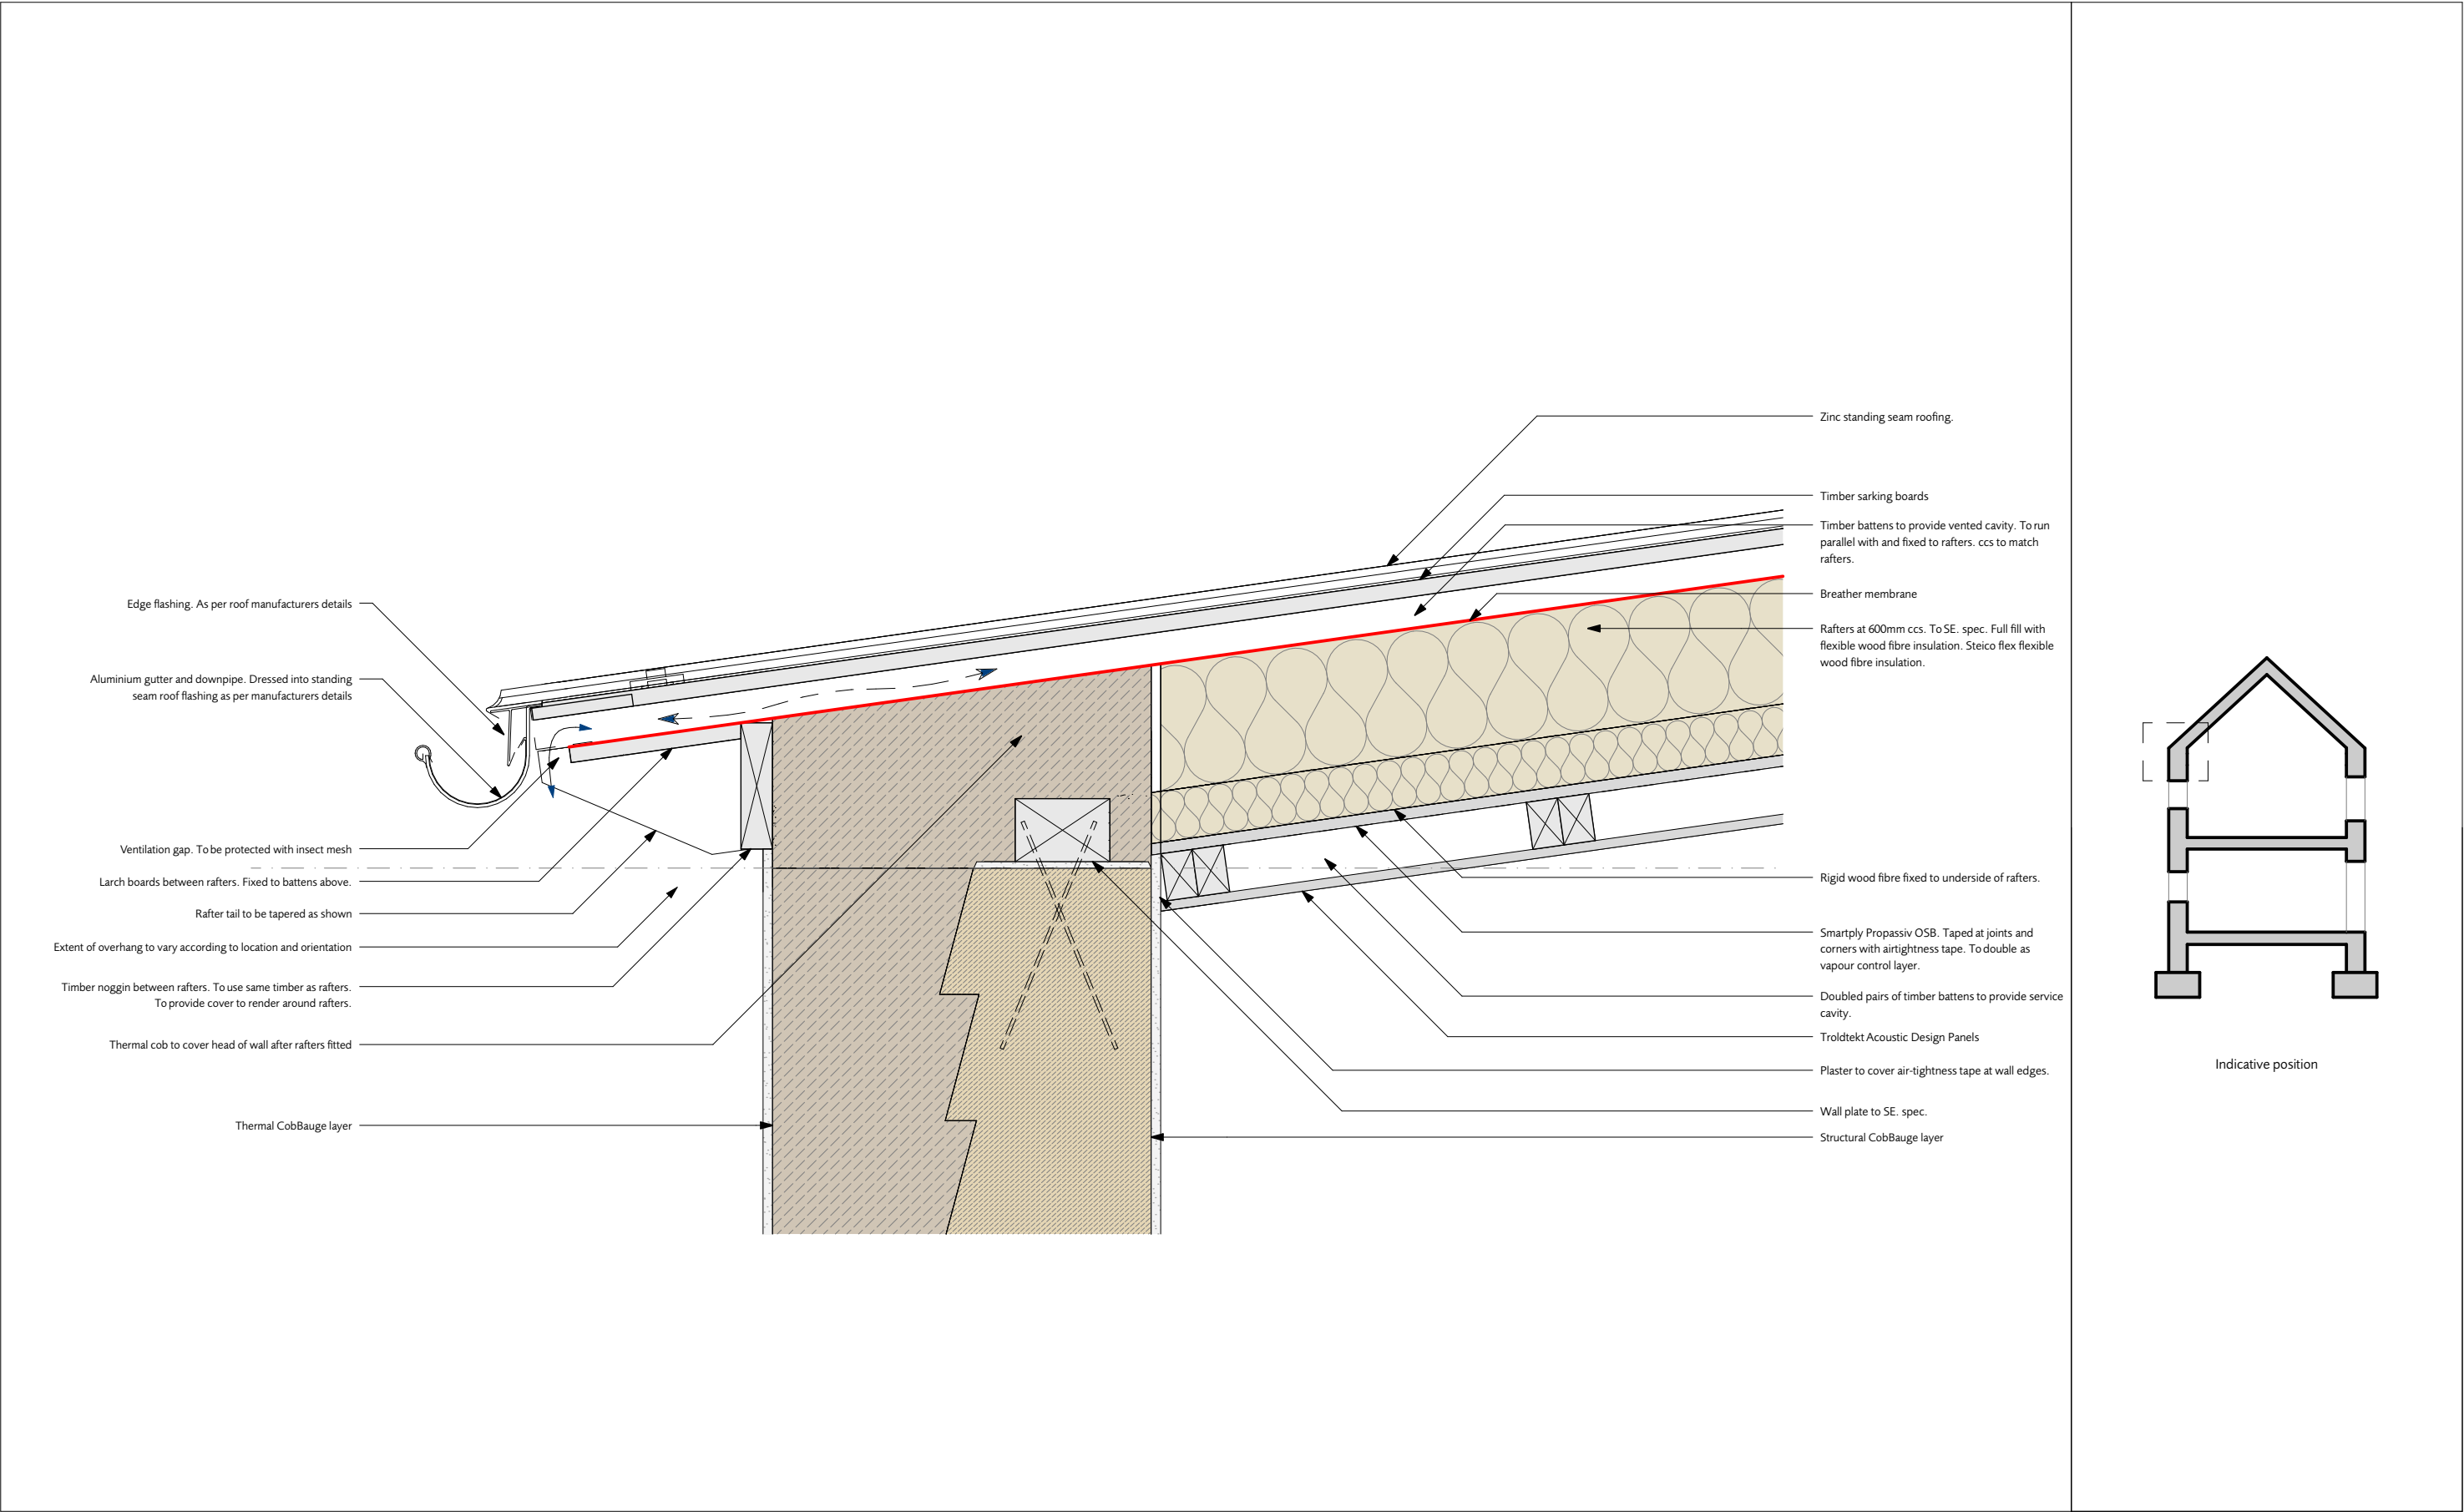 Edge flashing. As per roof manufacturers details
Aluminium gutter and downpipe. Dressed into standing
seam roof flashing as per manufacturers details
Ventilation gap. To be protected with insect mesh
Larch boards between rafters. Fixed to battens above.
Rafter tail to be tapered as shown
Extent of overhang to vary according to location and orientation
Timber noggin between rafters. To use same timber as rafters.
To provide cover to render around rafters.
Thermal cob to cover head of wall after rafters fitted
Thermal CobBauge layer
Zinc standing seam roofing.
Timber sarking boards
Timber battens to provide vented cavity. To run
parallel with and fixed to rafters. ccs to match
rafters.
Breather membrane
Rafters at 600mm ccs. To SE. spec. Full fill with
flexible wood fibre insulation. Steico flex flexible
wood fibre insulation.
Rigid wood fibre fixed to underside of rafters.
Smartply Propassiv OSB. Taped at joints and
corners with airtightness tape. To double as
vapour control layer.
Doubled pairs of timber battens to provide service
cavity.
Troldtekt Acoustic Design Panels
Plaster to cover air-tightness tape at wall edges.
Wall plate to SE. spec.
Structural CobBauge layer
Indicative position